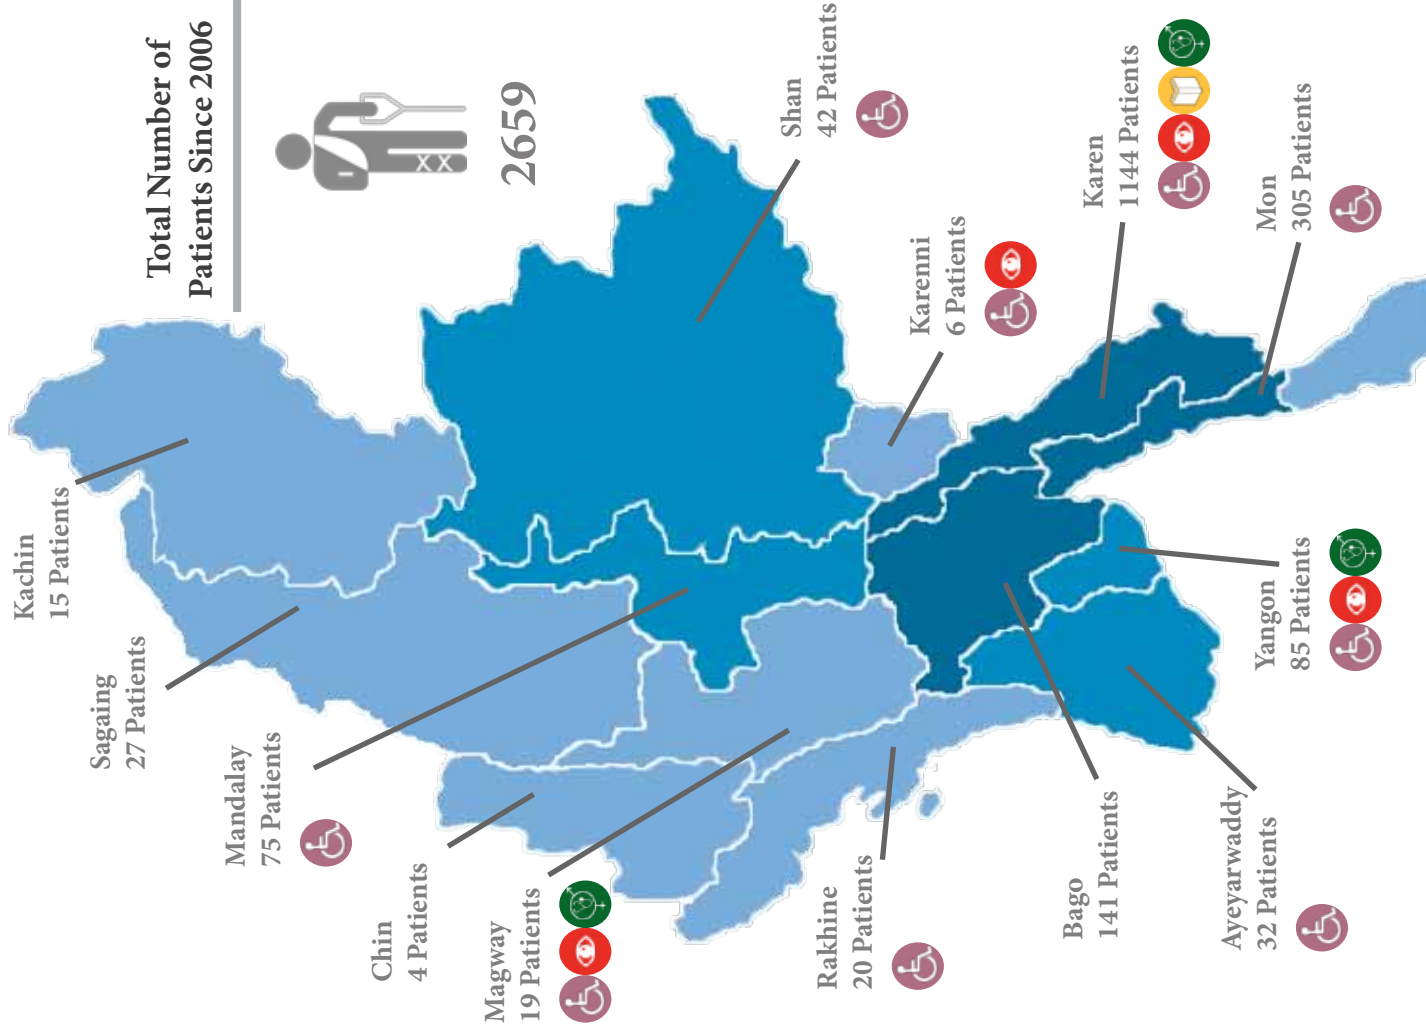 Total Number of
Patients Since 2006
2659
Kachin
15 Patients
Sagaing
27 Patients
Mandalay
75 Patients
Chin
4 Patients
Magway
19 Patients
Rakhine
20 Patients
Bago
141 Patients
Ayeyarwaddy
32 Patients
Yangon
85 Patients
Mon
305 Patients
Karen
1144 Patients
Karenni
6 Patients
Shan
42 Patients